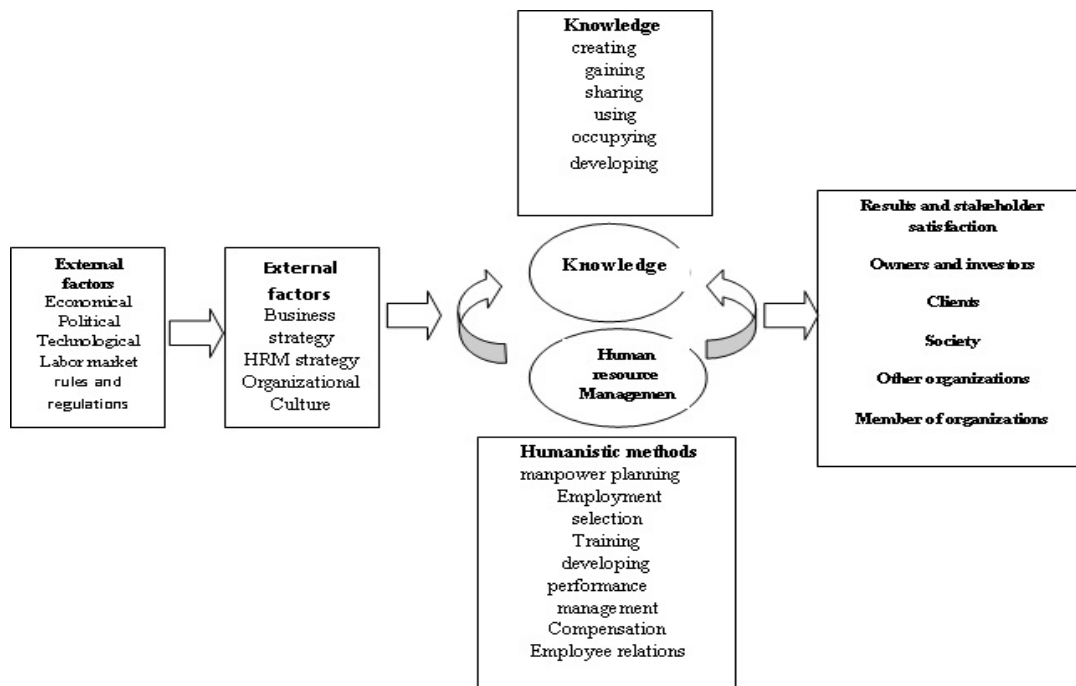 Knowledge
creating
gaining
sharing
using
occupying
developing
External
factors
Economical
Political
Technological
Labor market
rules and
regulations
External
factors
Business
strategy
HRM strategy
Organizational
Culture
Knowledge
Human
resource
Managemen
Humanistic methods
manpower planning
Employment
selection
Training
developing
performance
management
Compensation
Employee relations
Results and stakeholder
satisfaction
Owners and investors
Clients
Society
Other organizations
Member of organizations